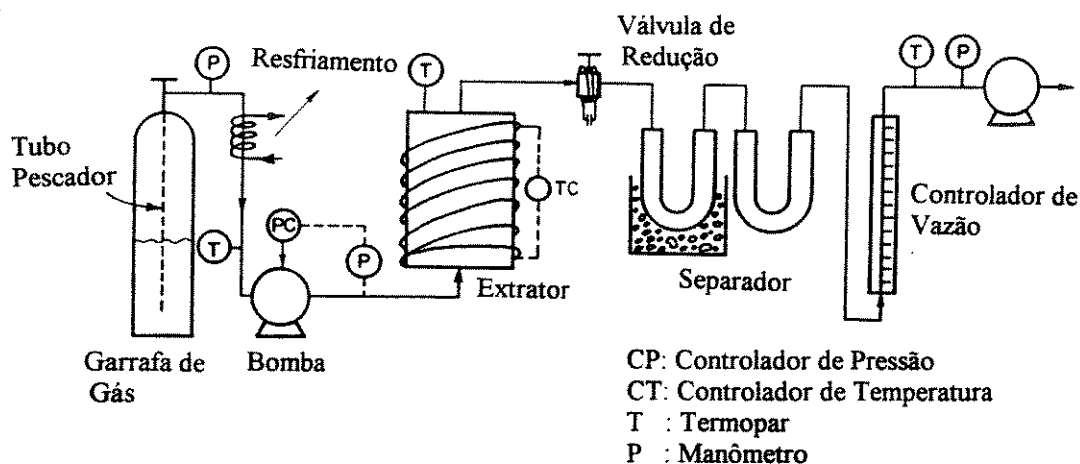 P
Resfriamento
T
Válvula de
Redução
T
P
Tubo
Pescador
TC
Controlador de
Vazão
T
PC
P
Extrator
Separador
Garrafa de
Gás
Bomba
CP: Controlador de Pressão
CT: Controlador de Temperatura
T : Termopar
P : Manômetro